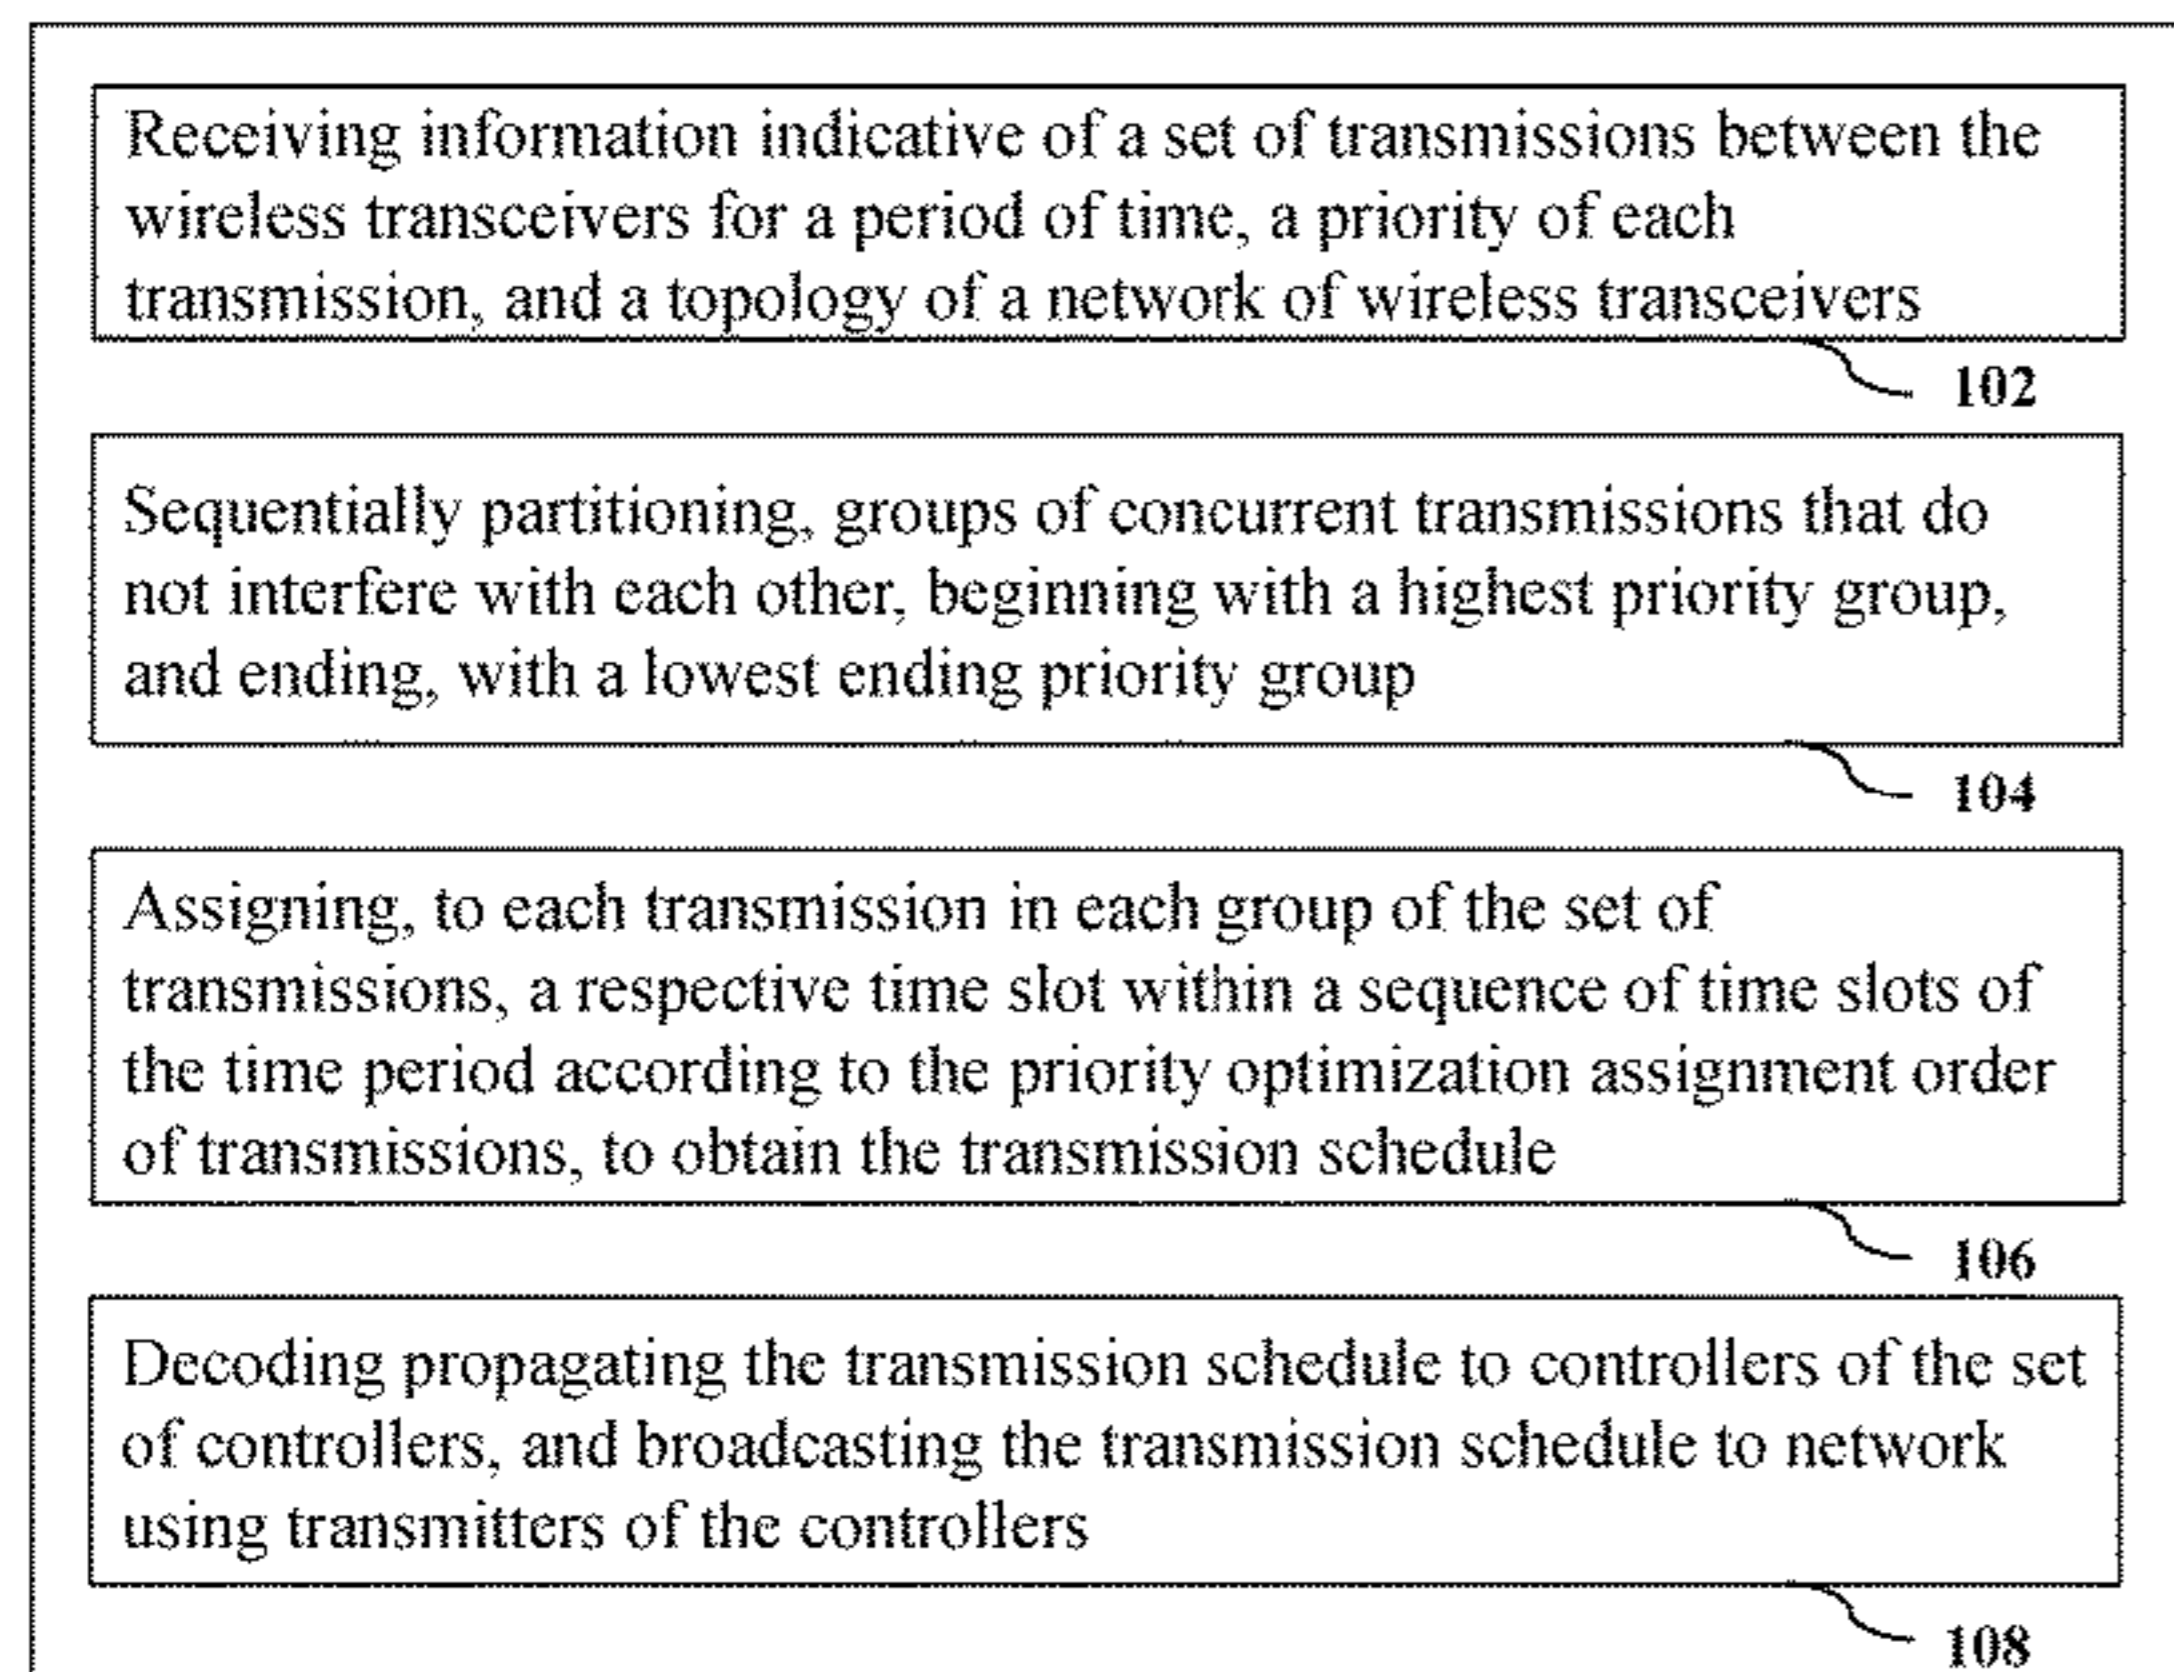 Receiving information indicative of a set of transmissions between the
wireless transceivers for a period of time, a priority of each
transmission, and a topology of a network of wireless transceivers
102
Sequentially partitioning, groups of concurrent transmissions that do
not interfere with each other, beginning with a highest priority group,
and ending, with a lowest ending priority group
104
Assigning, to each transmission in each group of the set of
transmissions, a respective time slot within a sequence of time slots of
the time period according to the priority optimization assignment order
of transmissions, to obtain the transmission schedule
106
Decoding propagating the transmission schedule to controllers of the set
of controllers, and broadcasting the transmission schedule to network
using transmitters of the controllers
108